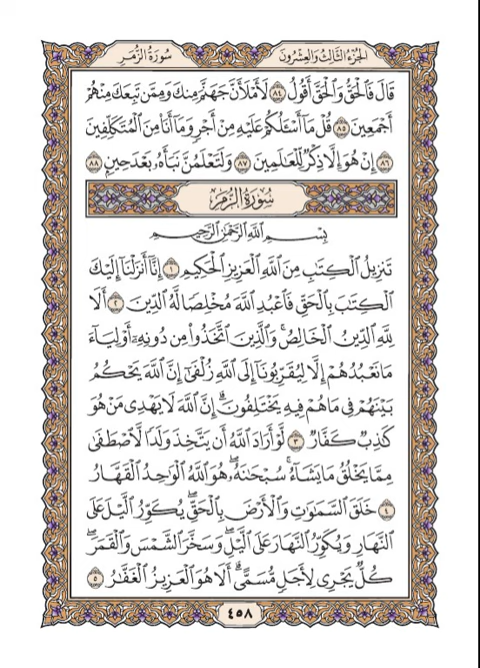 الجزء الثالث والعشرون
سورة الزمر
قَالَ فَٱلْحَقُّ وَٱلْحَقَّ أَقُولُ ٨٤ لَأَمْلَأَنَّ جَهَنَّمَ مِنكَ وَمِمَّن تَبِعَكَ مِنْهُمْ
أَجْمَعِينَ ٨٥ قُلْ مَآ أَسْـَٔلُكُمْ عَلَيْهِ مِنْ أَجْرٍ وَمَآ أَنَا۠ مِنَ ٱلْمُتَكَلِّفِينَ
٨٦ إِنْ هُوَ إِلَّا ذِكْرٌ لِّلْعَٰلَمِينَ ٨٧ وَلَتَعْلَمُنَّ نَبَأَهُۥ بَعْدَ حِينٍۭ ٨٨
سُورَةُ الزُّمَرِ
بِسْمِ ٱللَّهِ ٱلرَّحْمَٰنِ ٱلرَّحِيمِ
تَنزِيلُ ٱلْكِتَٰبِ مِنَ ٱللَّهِ ٱلْعَزِيزِ ٱلْحَكِيمِ ١ إِنَّآ أَنزَلْنَآ إِلَيْكَ
ٱلْكِتَٰبَ بِٱلْحَقِّ فَٱعْبُدِ ٱللَّهَ مُخْلِصًا لَّهُ ٱلدِّينَ ٢ أَلَا
لِلَّهِ ٱلدِّينُ ٱلْخَالِصُ ۚ وَٱلَّذِينَ ٱتَّخَذُوا۟ مِن دُونِهِۦٓ أَوْلِيَآءَ
مَا نَعْبُدُهُمْ إِلَّا لِيُقَرِّبُونَآ إِلَى ٱللَّهِ زُلْفَىٰٓ إِنَّ ٱللَّهَ يَحْكُمُ
بَيْنَهُمْ فِى مَا هُمْ فِيهِ يَخْتَلِفُونَ ۗ إِنَّ ٱللَّهَ لَا يَهْدِى مَنْ هُوَ
كَٰذِبٌ كَفَّارٌ ٣ لَّوْ أَرَادَ ٱللَّهُ أَن يَتَّخِذَ وَلَدًا لَّٱصْطَفَىٰ
مِمَّا يَخْلُقُ مَا يَشَآءُ ۚ سُبْحَٰنَهُۥ ۖ هُوَ ٱللَّهُ ٱلْوَٰحِدُ ٱلْقَهَّارُ
٤ خَلَقَ ٱلسَّمَٰوَٰتِ وَٱلْأَرْضَ بِٱلْحَقِّ ۖ يُكَوِّرُ ٱلَّيْلَ عَلَى
ٱلنَّهَارِ وَيُكَوِّرُ ٱلنَّهَارَ عَلَى ٱلَّيْلِ ۖ وَسَخَّرَ ٱلشَّمْسَ وَٱلْقَمَرَ ۖ
كُلٌّ يَجْرِى لِأَجَلٍ مُّسَمًّى ۗ أَلَا هُوَ ٱلْعَزِيزُ ٱلْغَفَّٰرُ ٥
٤٥٨